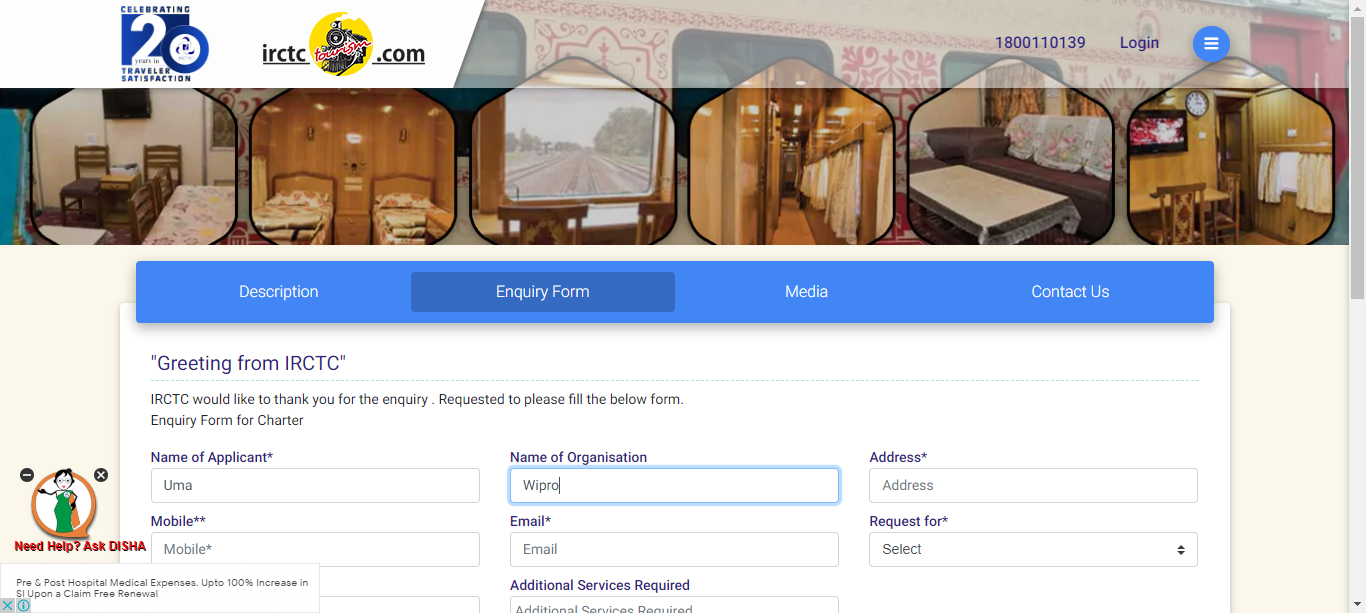 CELEBRATING
20
years in
TRAVELER
SATISFACTION
irctc tourism .com
1800110139
Login
Description
Enquiry Form
Media
Contact Us
"Greeting from IRCTC"
IRCTC would like to thank you for the enquiry . Requested to please fill the below form.
Enquiry Form for Charter
Name of Applicant*
Name of Organisation
Address*
Uma
Wipro
Address
Mobile**
Email*
Request for*
Mobile*
Email
Select
Need Help? Ask DISHA
Additional Services Required
Additional Services Required
Pre & Post Hospital Medical Expenses. Upto 100% Increase in
SI Upon a Claim Free Renewal